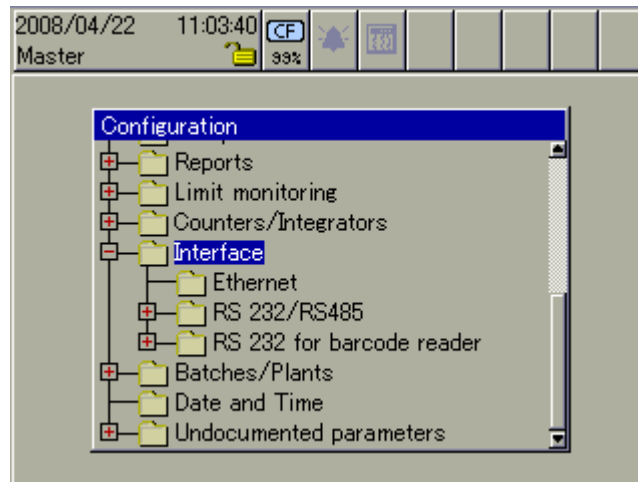 2008/04/22 11:03:40
CF
Master
99%
Configuration
Reports
Limit monitoring
Counters/Integrators
Interface
Ethernet
RS 232/RS485
RS 232 for barcode reader
Batches/Plants
Date and Time
Undocumented parameters